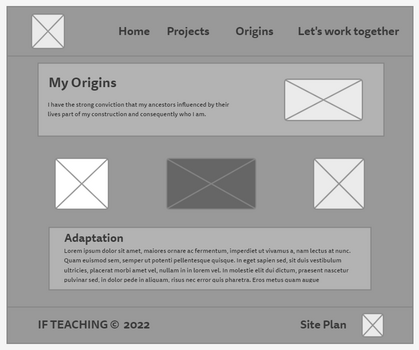 Home Projects Origins Let's work together
My Origins
I have the strong conviction that my ancestors influenced by their
lives part of my construction and consequently who I am.
Adaptation
Lorem ipsum dolor sit amet, maiores ornare ac fermentum, imperdiet ut vivamus a, nam lectus at nunc.
Quam euismod sem, semper ut potenti pellentesque quisque. In eget sapien sed, sit duis vestibulum
ultricies, placerat morbi amet vel, nullam in in lorem vel. In molestie elit dui dictum, praesent nascetur
pulvinar sed, in dolor pede in aliquam, risus nec error quis pharetra. Eros metus quam augue
IF TEACHING © 2022
Site Plan